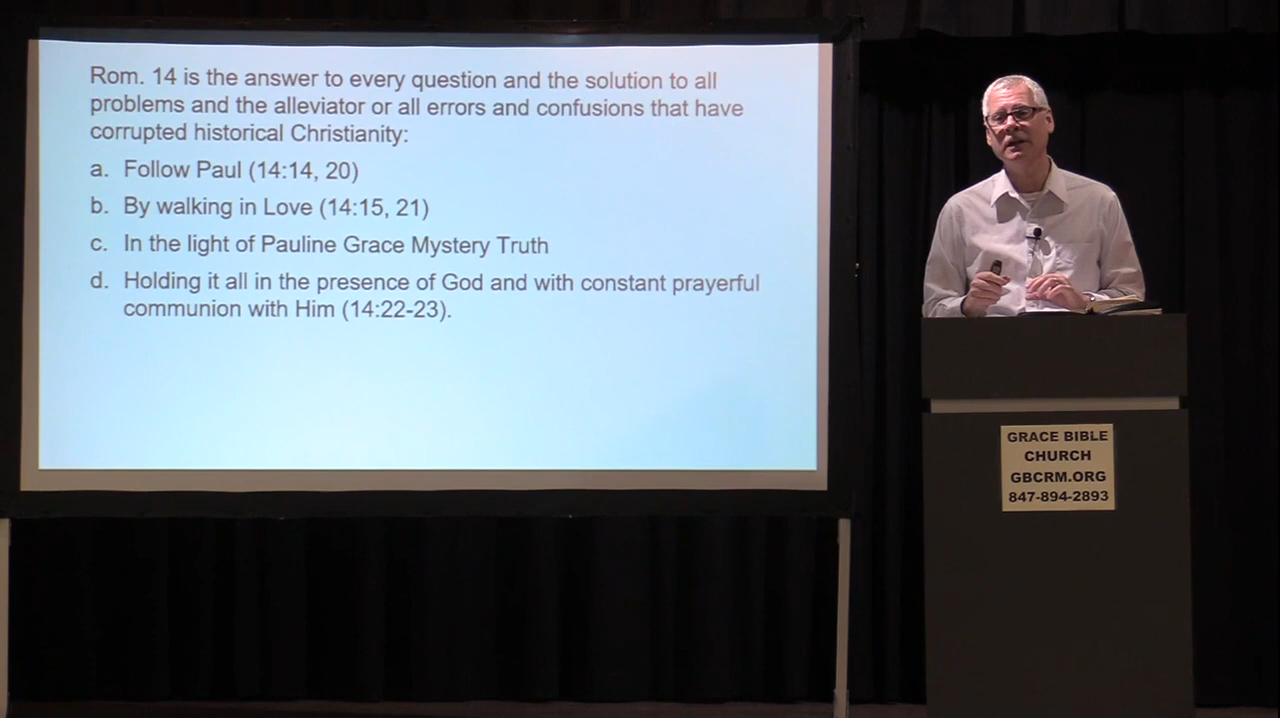 Rom. 14 is the answer to every question and the solution to all
problems and the alleviator or all errors and confusions that have
corrupted historical Christianity:
a. Follow Paul (14:14, 20)
b. By walking in Love (14:15, 21)
c. In the light of Pauline Grace Mystery Truth
d. Holding it all in the presence of God and with constant prayerful
communion with Him (14:22-23).
GRACE BIBLE
CHURCH
GBCRM.ORG
847-894-2893